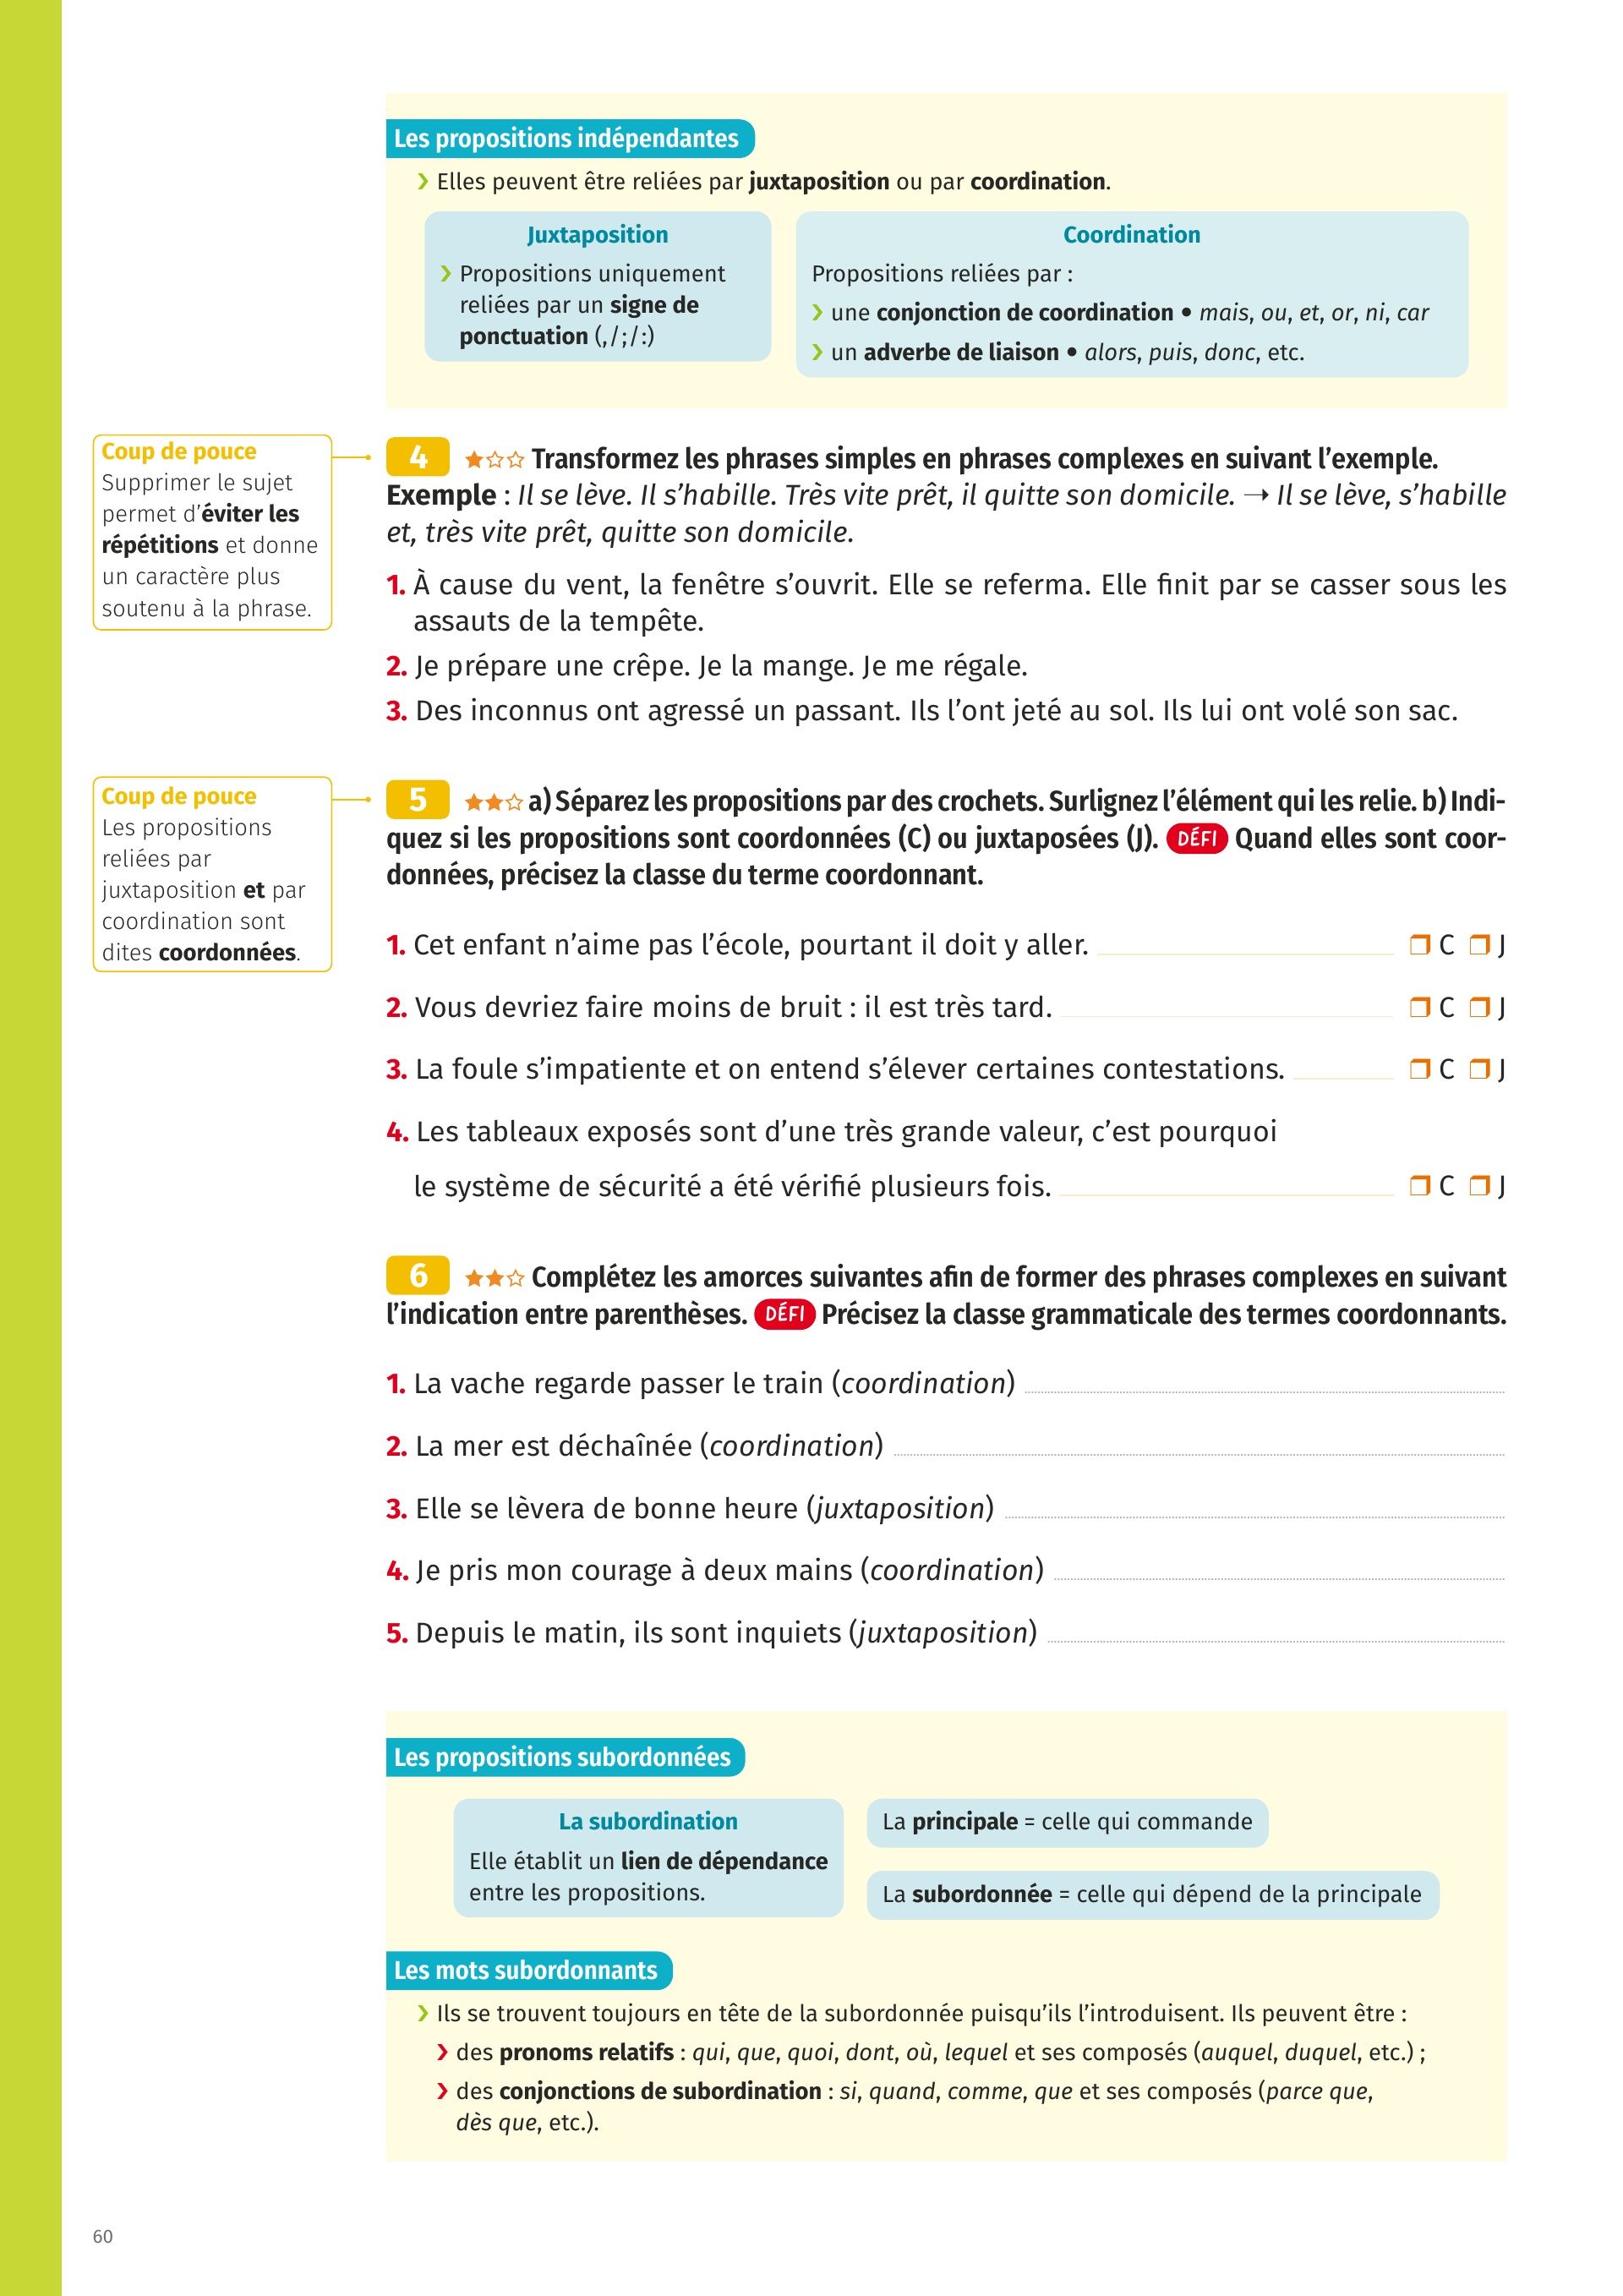 Les propositions indépendantes
› Elles peuvent être reliées par juxtaposition ou par coordination.
Juxtaposition
› Propositions uniquement
reliées par un signe de
ponctuation (,/;/:)
Coordination
Propositions reliées par :
› une conjonction de coordination • mais, ou, et, or, ni, car
› un adverbe de liaison • alors, puis, donc, etc.
Coup de pouce
Supprimer le sujet
permet d’éviter les
répétitions et donne
un caractère plus
soutenu à la phrase.
4 ★☆☆ Transformez les phrases simples en phrases complexes en suivant l’exemple.
Exemple : Il se lève. Il s’habille. Très vite prêt, il quitte son domicile. → Il se lève, s’habille
et, très vite prêt, quitte son domicile.
1. À cause du vent, la fenêtre s’ouvrit. Elle se referma. Elle finit par se casser sous les
assauts de la tempête.
2. Je prépare une crêpe. Je la mange. Je me régale.
3. Des inconnus ont agressé un passant. Ils l’ont jeté au sol. Ils lui ont volé son sac.
Coup de pouce
Les propositions
reliées par
juxtaposition et par
coordination sont
dites coordonnées.
5 ★★☆ a) Séparez les propositions par des crochets. Surlignez l’élément qui les relie. b) Indi-
quez si les propositions sont coordonnées (C) ou juxtaposées (J). DÉFI Quand elles sont coor-
données, précisez la classe du terme coordonnant.
1. Cet enfant n’aime pas l’école, pourtant il doit y aller. ❒ C ❒ J
2. Vous devriez faire moins de bruit : il est très tard. ❒ C ❒ J
3. La foule s’impatiente et on entend s’élever certaines contestations. ❒ C ❒ J
4. Les tableaux exposés sont d’une très grande valeur, c’est pourquoi
le système de sécurité a été vérifié plusieurs fois. ❒ C ❒ J
6 ★★☆ Complétez les amorces suivantes afin de former des phrases complexes en suivant
l’indication entre parenthèses. DÉFI Précisez la classe grammaticale des termes coordonnants.
1. La vache regarde passer le train (coordination)
2. La mer est déchaînée (coordination)
3. Elle se lèvera de bonne heure (juxtaposition)
4. Je pris mon courage à deux mains (coordination)
5. Depuis le matin, ils sont inquiets (juxtaposition)
Les propositions subordonnées
La subordination
Elle établit un lien de dépendance
entre les propositions.
La principale = celle qui commande
La subordonnée = celle qui dépend de la principale
Les mots subordonnants
› Ils se trouvent toujours en tête de la subordonnée puisqu’ils l’introduisent. Ils peuvent être :
› des pronoms relatifs : qui, que, quoi, dont, où, lequel et ses composés (auquel, duquel, etc.) ;
› des conjonctions de subordination : si, quand, comme, que et ses composés (parce que,
dès que, etc.).
60